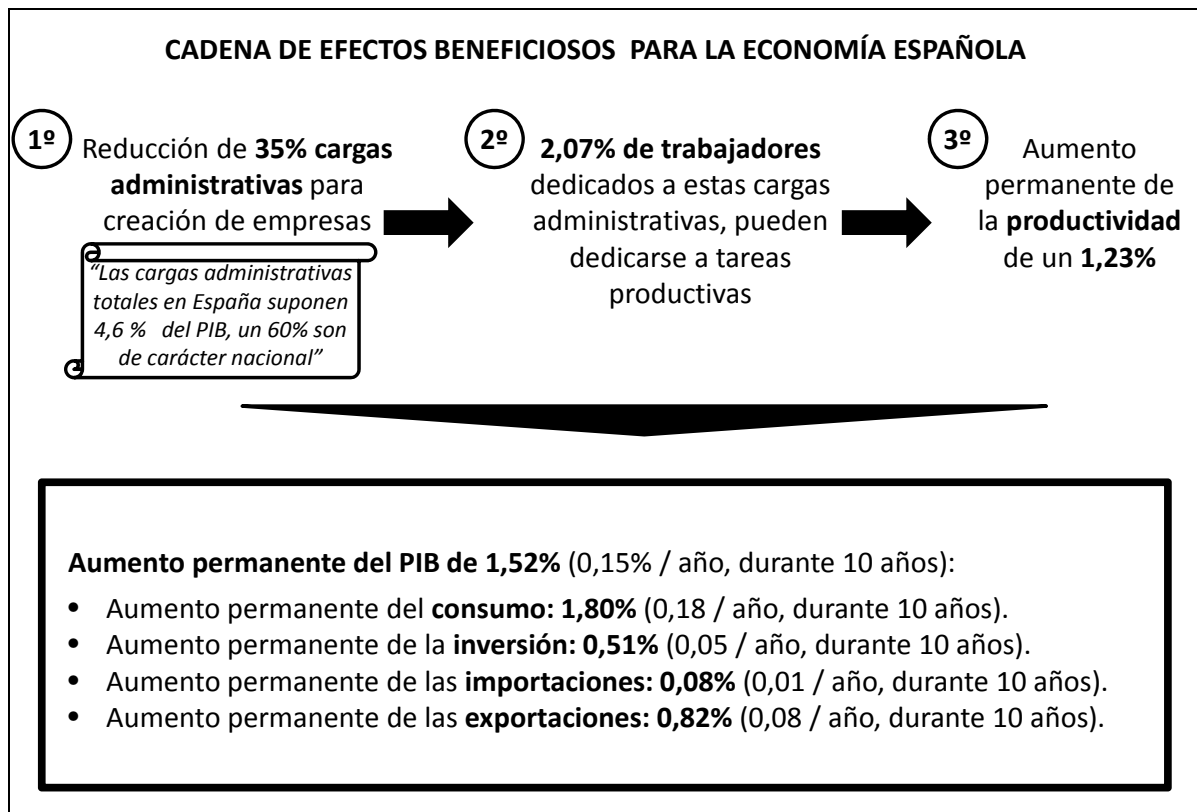 CADENA DE EFECTOS BENEFICIOSOS PARA LA ECONOMÍA ESPAÑOLA
1º
Reducción de 35% cargas
administrativas para
creación de empresas
“Las cargas administrativas
totales en España suponen
4,6 % del PIB, un 60% son
de carácter nacional”
2º
2,07% de trabajadores
dedicados a estas cargas
administrativas, pueden
dedicarse a tareas
productivas
3º
Aumento
permanente de
la productividad
de un 1,23%
Aumento permanente del PIB de 1,52% (0,15% / año, durante 10 años):
• Aumento permanente del consumo: 1,80% (0,18 / año, durante 10 años).
• Aumento permanente de la inversión: 0,51% (0,05 / año, durante 10 años).
• Aumento permanente de las importaciones: 0,08% (0,01 / año, durante 10 años).
• Aumento permanente de las exportaciones: 0,82% (0,08 / año, durante 10 años).